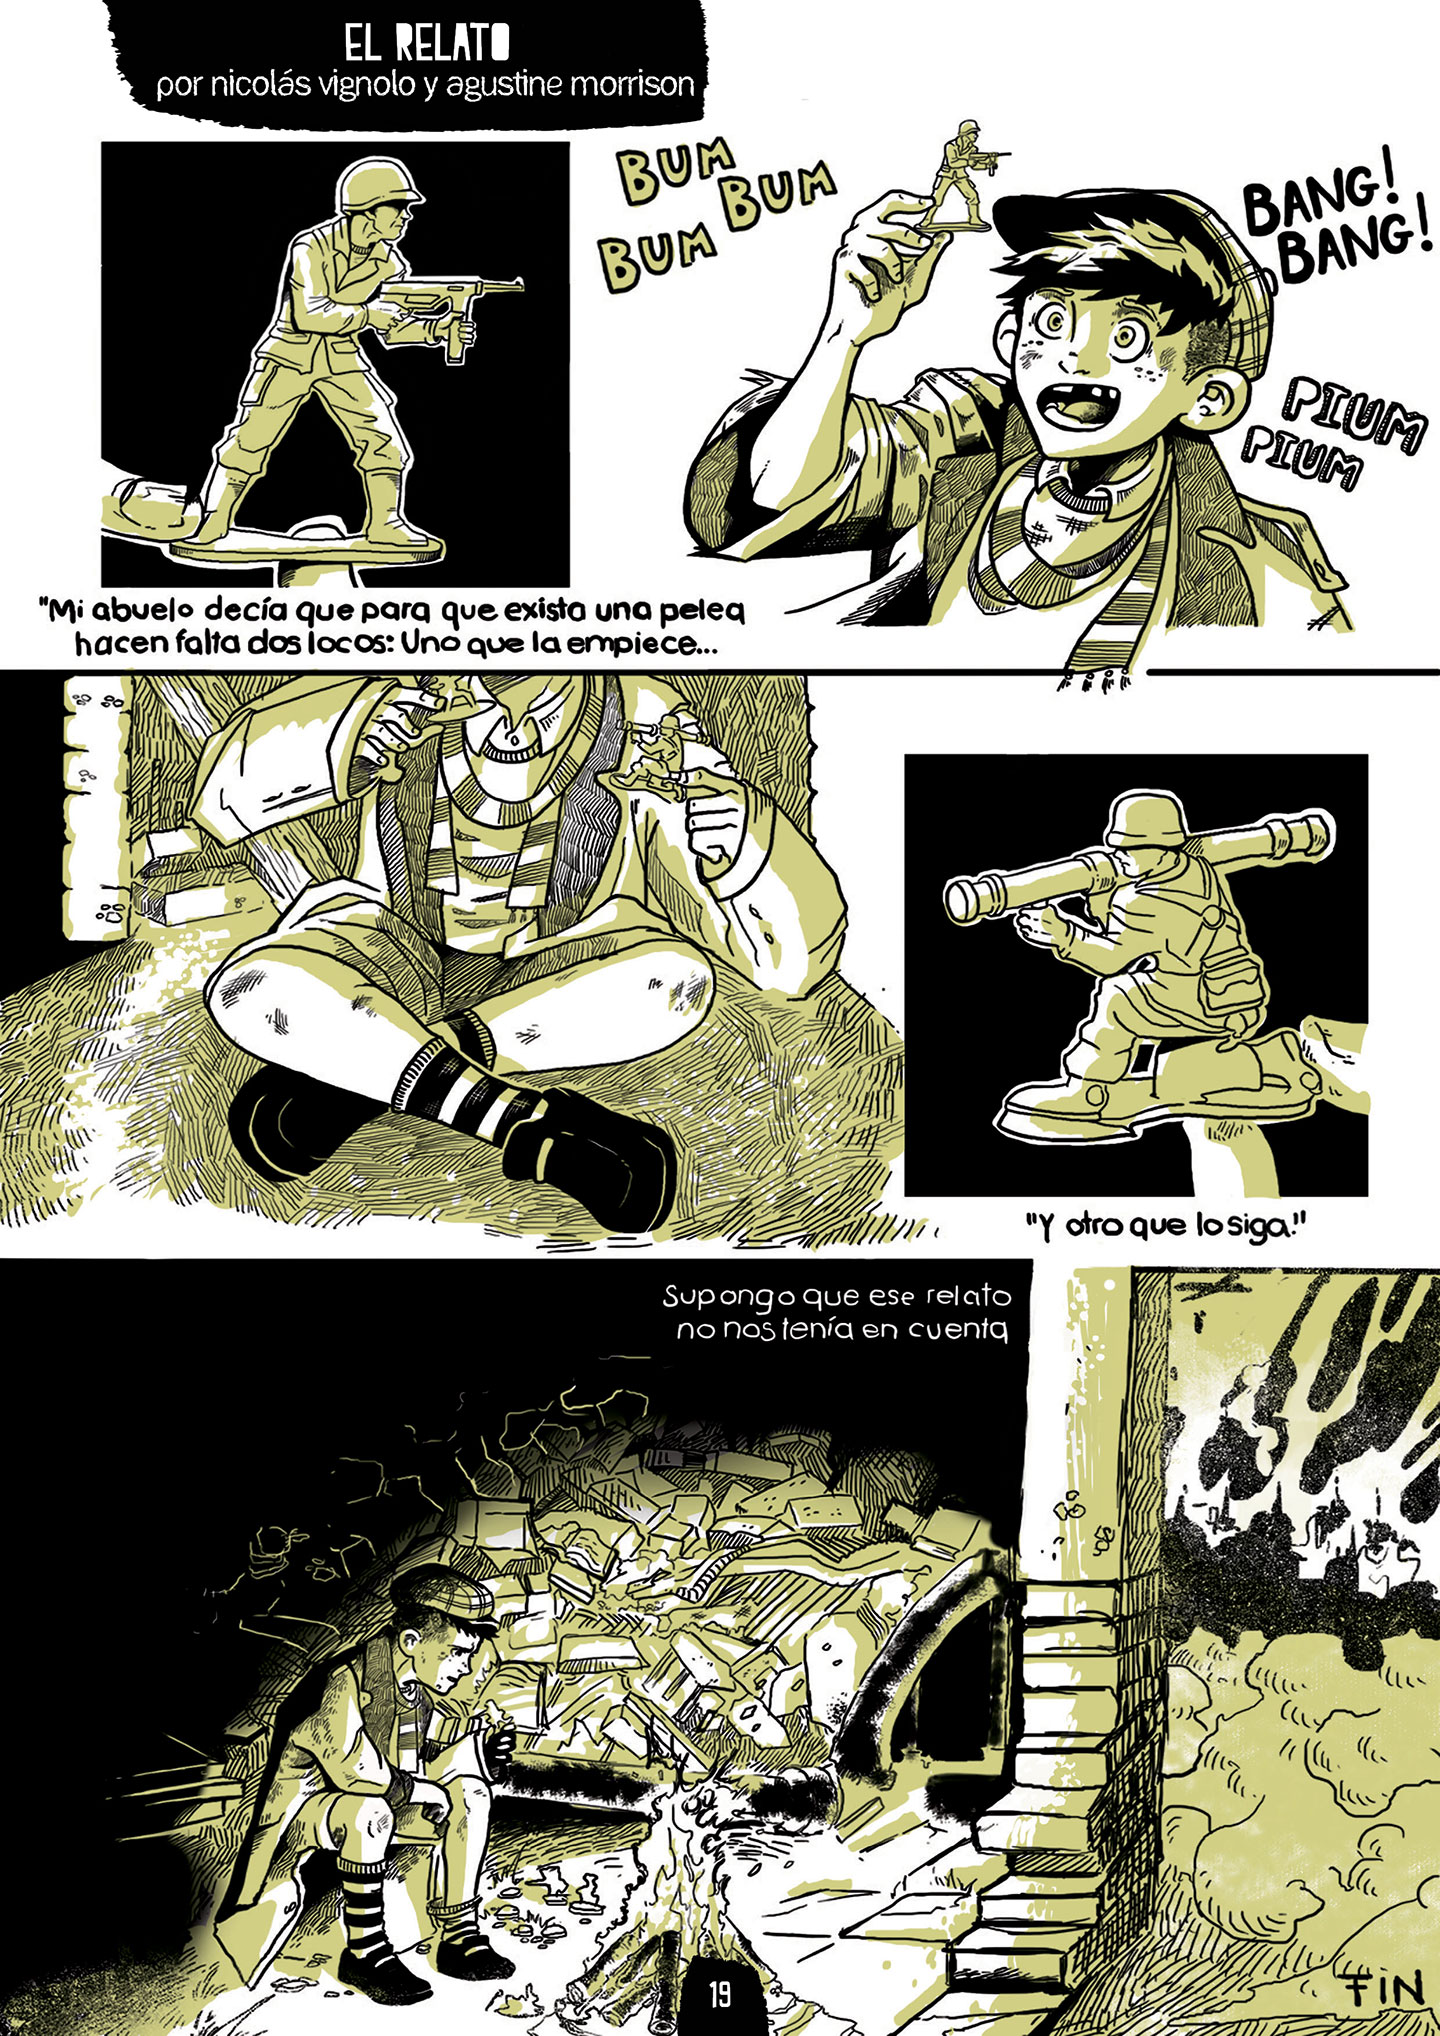 EL RELATO
por nicolás vignolo y agustine morrison
BUM
BUM
BUM
BANG!
BANG!
PIUM
PIUM
"Mi abuelo decía que para que exista una pelea
hacen falta dos locos: Uno que la empiece...
"Y otro que lo siga!"
Supongo que ese relato
no nos tenía en cuenta
19
FIN